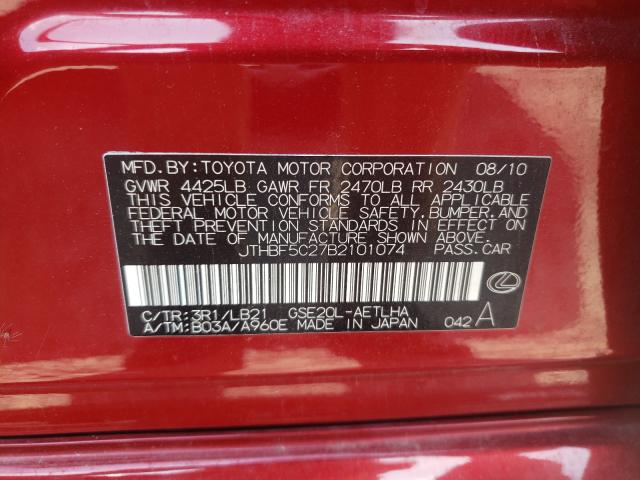 MFD.BY:TOYOTA MOTOR CORPORATION 08/10
GVWR 4425LB GAWR FR 2470LB RR 2430LB
THIS VEHICLE CONFORMS TO ALL APPLICABLE
FEDERAL MOTOR VEHICLE SAFETY,BUMPER,AND
THEFT PREVENTION STANDARDS IN EFFECT ON
THE DATE OF MANUFACTURE SHOWN ABOVE.
JTHBF5C27B2101074 PASS.CAR
C/TR:3R1/LB21 GSE20L-AETLHA
A/TM:B03A/A960E MADE IN JAPAN 042 A